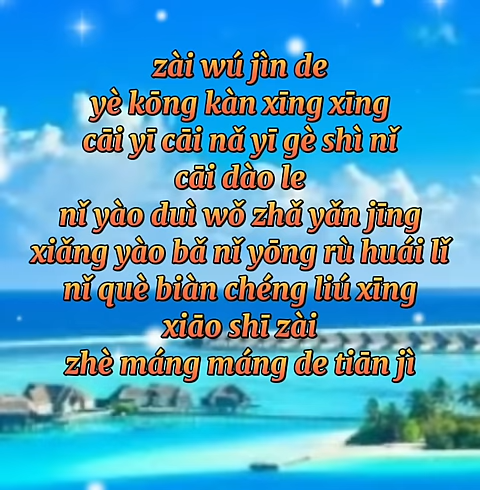 zài wú jìn de
yè kōng kàn xīng xīng
cāi yī cāi nǎ yī gè shì nǐ
cāi dào le
nǐ yào duì wǒ zhǎ yǎn jīng
xiǎng yào bǎ nǐ yōng rù huái lǐ
nǐ què biàn chéng liú xīng
xiāo shī zài
zhè máng máng de tiān jì